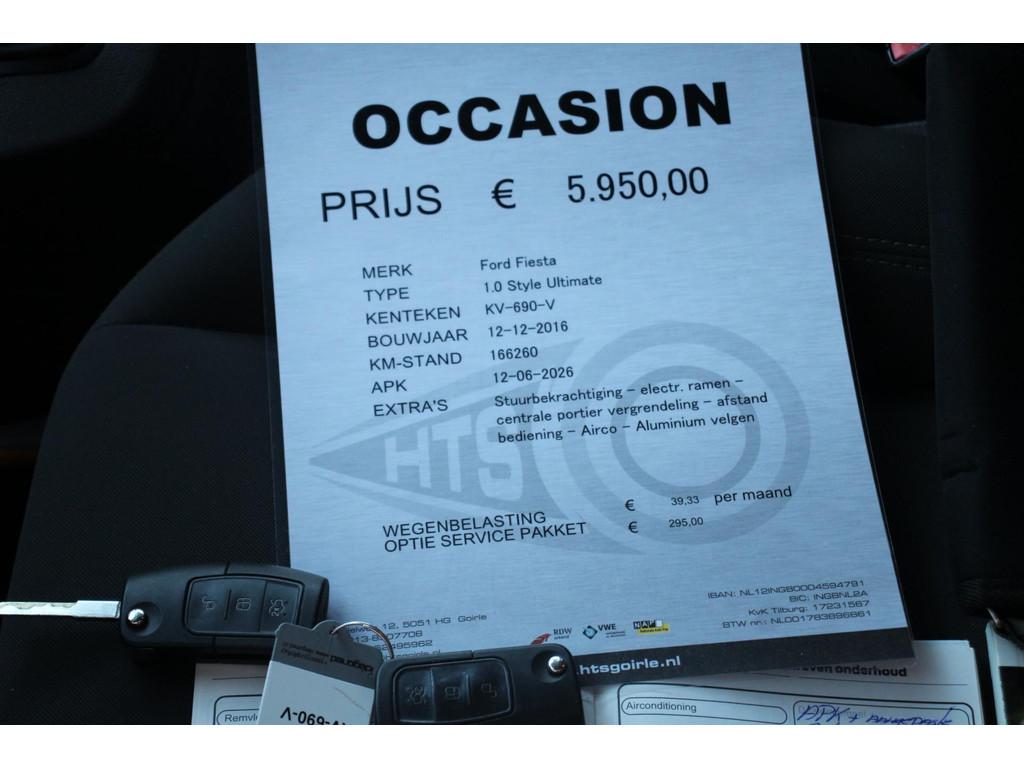 OCCASION
PRIJS € 5.950,00
MERK Ford Fiesta
TYPE 1.0 Style Ultimate
KENTEKEN KV-690-V
BOUWJAAR 12-12-2016
KM-STAND 166260
APK 12-06-2026
EXTRA'S Stuurbekrachtiging - electr. ramen -
centrale portier vergrendeling - afstand
bediening - Airco - Aluminium velgen
HTS
WEGENBELASTING € 39,33 per maand
OPTIE SERVICE PAKKET € 295,00
12, 5051 HG Goirle
IBAN: NL12INGB0004594791
BIC: INGBNL2A
KvK Tilburg: 17231567
BTW nr.: NL001783896861
RDW
VWE
NAP
htsgoirle.nl
onderhoud
Airconditioning
APK +